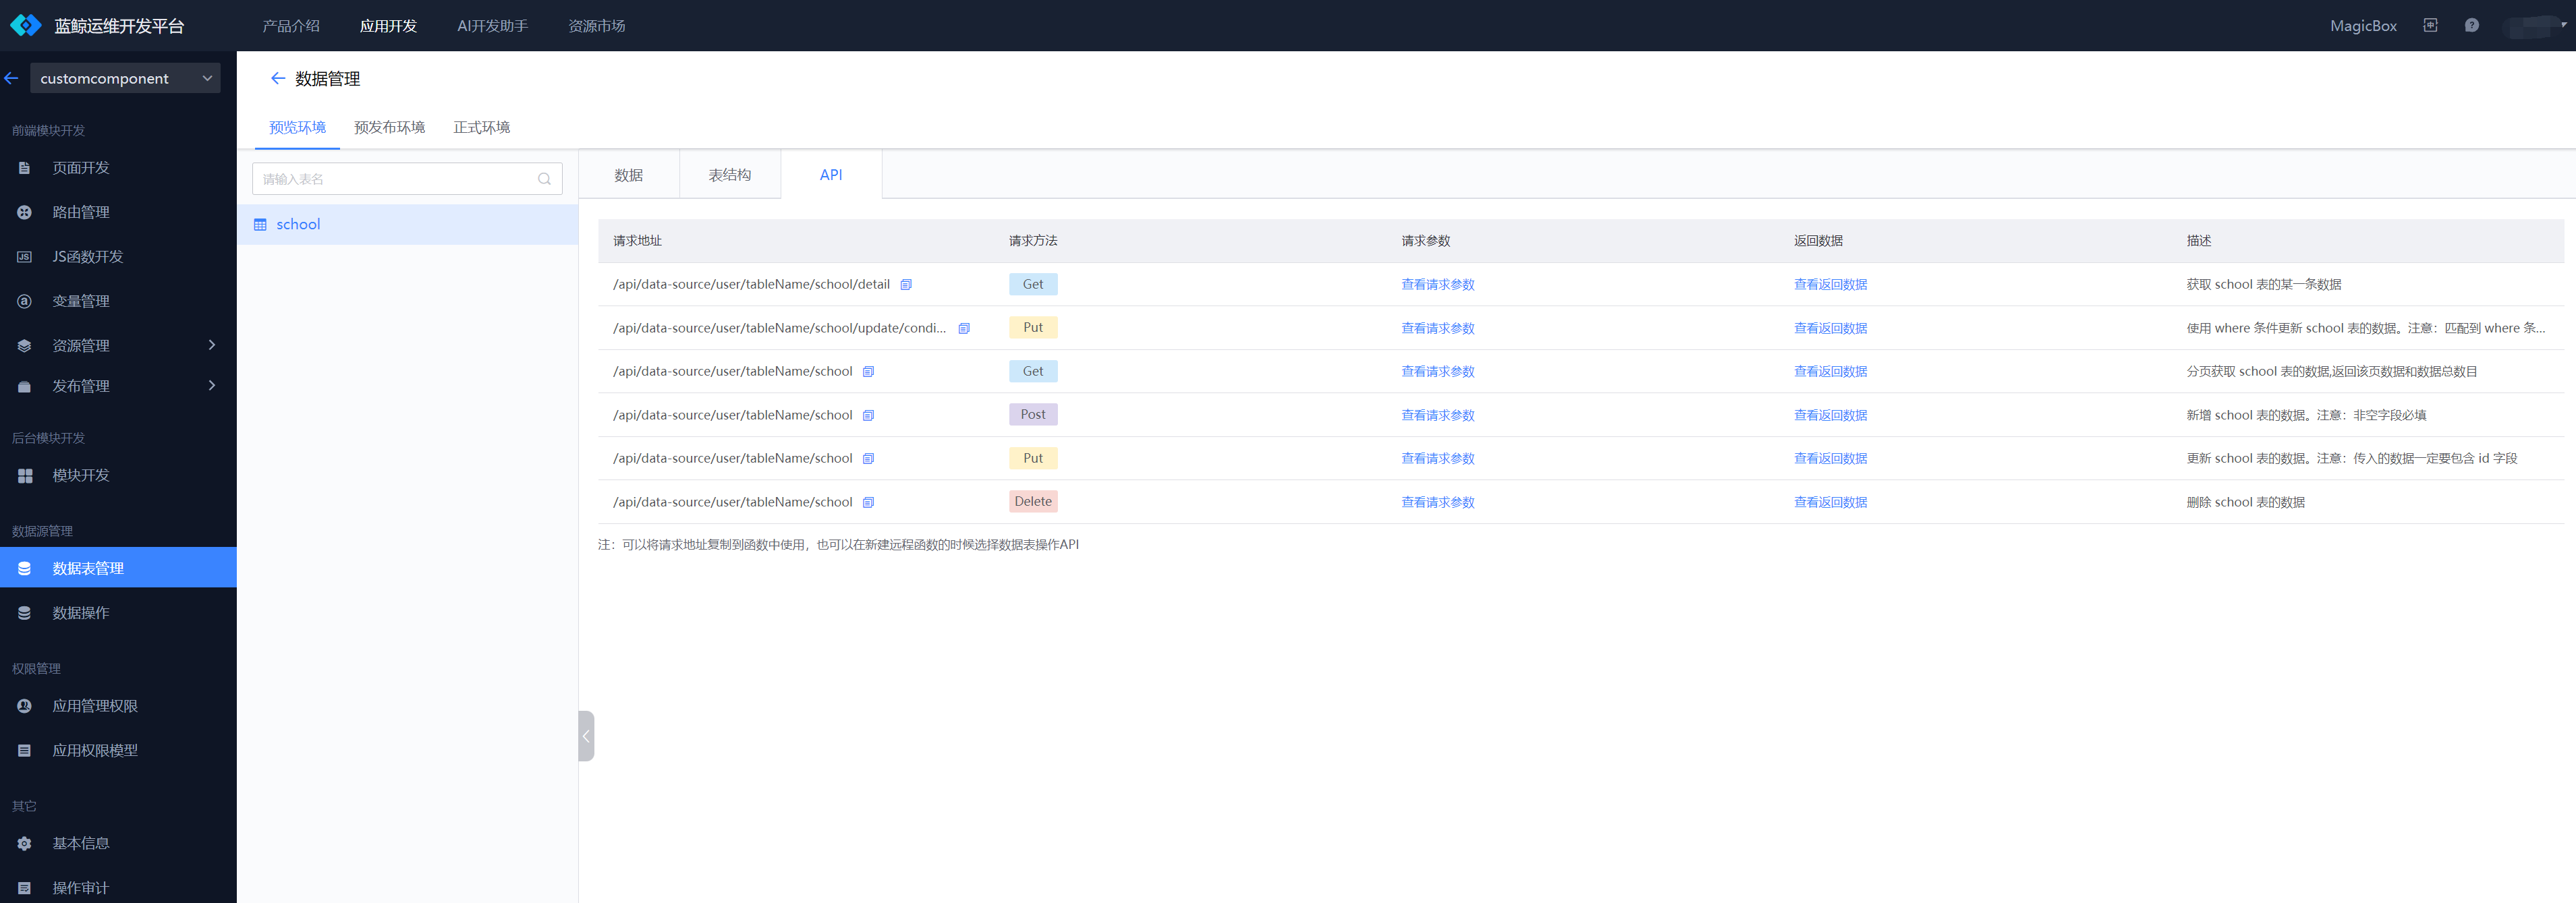 蓝鲸运维开发平台
产品介绍
应用开发
AI开发助手
资源市场
MagicBox
customcomponent
前端模块开发
页面开发
路由管理
JS函数开发
变量管理
资源管理
发布管理
后台模块开发
模块开发
数据源管理
数据表管理
数据操作
权限管理
应用管理权限
应用权限模型
其它
基本信息
操作审计
数据管理
预览环境 预发布环境 正式环境
请输入表名
school
数据 表结构 API
请求地址 请求方法 请求参数 返回数据 描述
/api/data-source/user/tableName/school/detail Get 查看请求参数 查看返回数据 获取 school 表的某一条数据
/api/data-source/user/tableName/school/update/condi... Put 查看请求参数 查看返回数据 使用 where 条件更新 school 表的数据。注意：匹配到 where 条...
/api/data-source/user/tableName/school Get 查看请求参数 查看返回数据 分页获取 school 表的数据,返回该页数据和数据总数目
/api/data-source/user/tableName/school Post 查看请求参数 查看返回数据 新增 school 表的数据。注意：非空字段必填
/api/data-source/user/tableName/school Put 查看请求参数 查看返回数据 更新 school 表的数据。注意：传入的数据一定要包含 id 字段
/api/data-source/user/tableName/school Delete 查看请求参数 查看返回数据 删除 school 表的数据
注：可以将请求地址复制到函数中使用，也可以在新建远程函数的时候选择数据表操作API